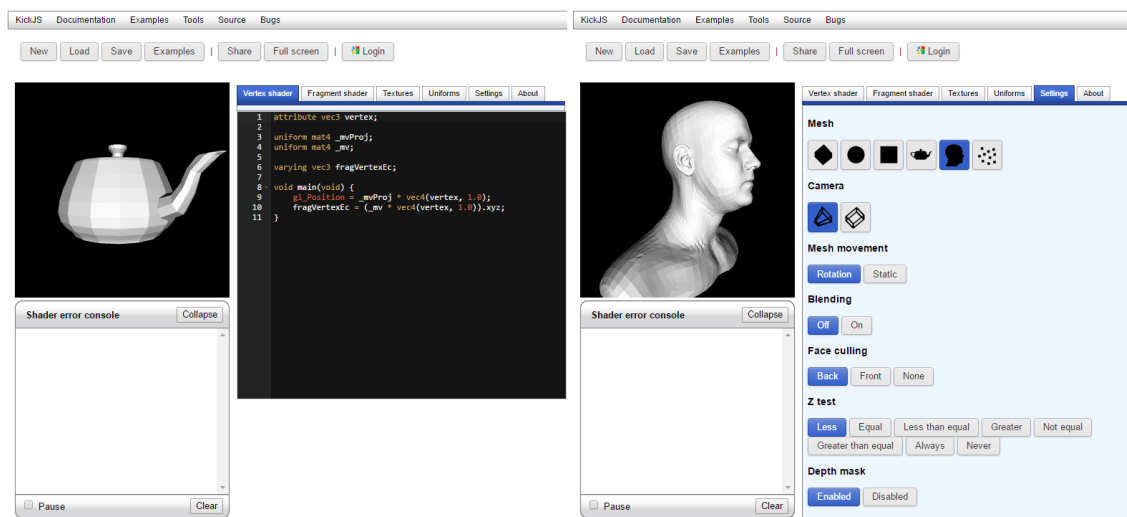 KickJS Documentation Examples Tools Source Bugs
New Load Save Examples | Share Full screen | Login
Vertex shader Fragment shader Textures Uniforms Settings About
1 attribute vec3 vertex;
2
3 uniform mat4 _mvProj;
4 uniform mat4 _mv;
5
6 varying vec3 fragVertexEc;
7
8 void main(void) {
9 gl_Position = _mvProj * vec4(vertex, 1.0);
10 fragVertexEc = (_mv * vec4(vertex, 1.0)).xyz;
11 }
Shader error console Collapse
Pause Clear
KickJS Documentation Examples Tools Source Bugs
New Load Save Examples | Share Full screen | Login
Vertex shader Fragment shader Textures Uniforms Settings About
Mesh
Camera
Mesh movement
Rotation Static
Blending
Off On
Face culling
Back Front None
Z test
Less Equal Less than equal Greater Not equal
Greater than equal Always Never
Depth mask
Enabled Disabled
Shader error console Collapse
Pause Clear